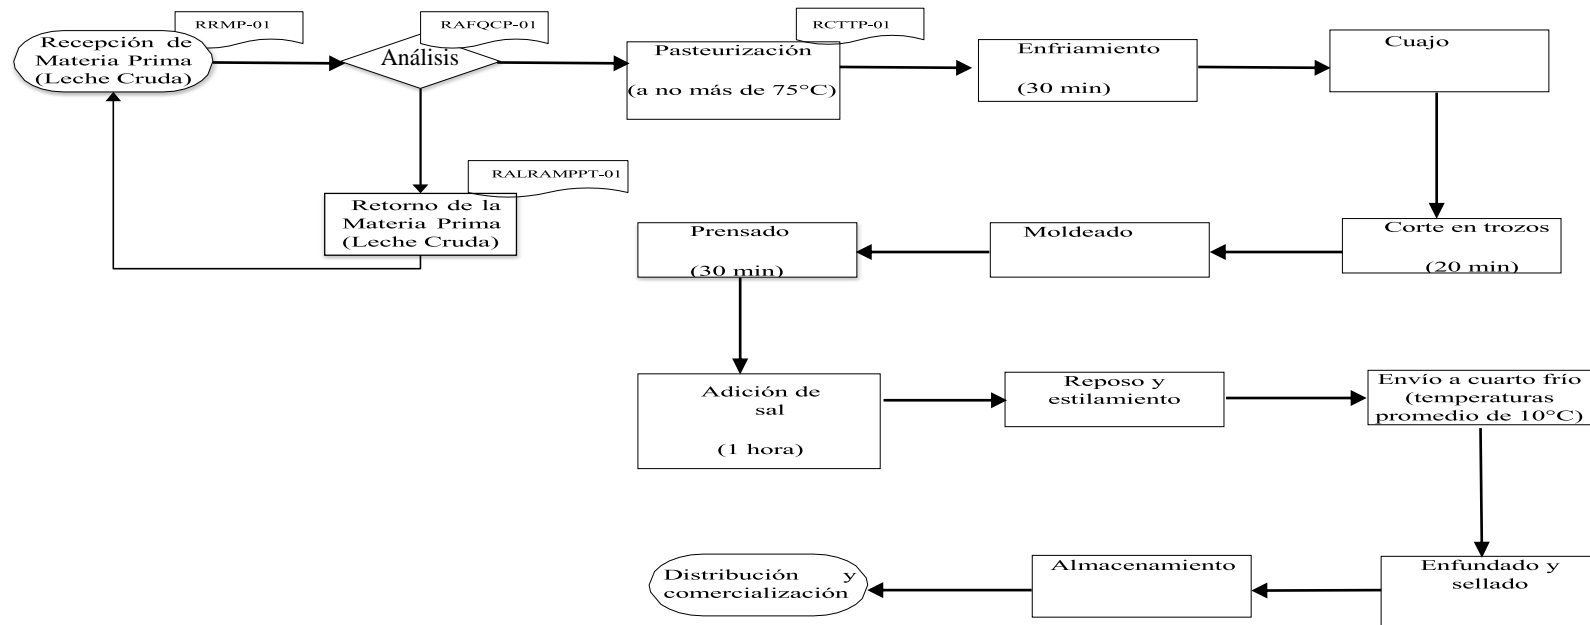 RRMP-01
Recepción de
Materia Prima
(Leche Cruda)
RAFQCP-01
Análisis
RCTTP-01
Pasteurización
(a no más de 75°C)
Enfriamiento
(30 min)
Cuajo
RALRAMPPT-01
Retorno de la
Materia Prima
(Leche Cruda)
Corte en trozos
(20 min)
Moldeado
Prensado
(30 min)
Adición de
sal
(1 hora)
Reposo y
estilamiento
Envío a cuarto frío
(temperaturas
promedio de 10°C)
Enfundado y
sellado
Almacenamiento
Distribución y
comercialización